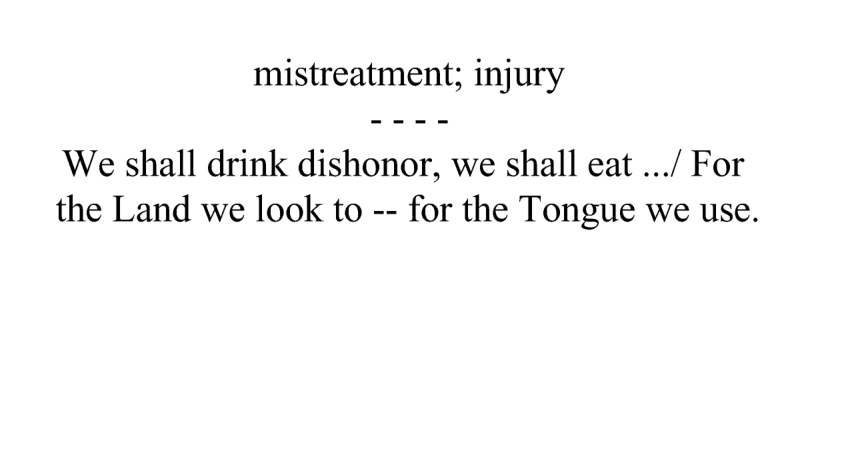 mistreatment; injury
- - - -
We shall drink dishonor, we shall eat .../ For
the Land we look to -- for the Tongue we use.